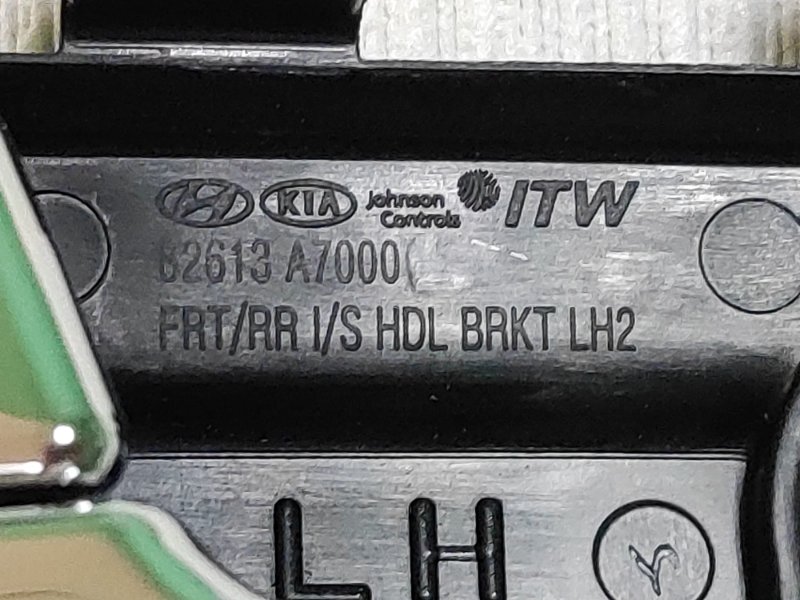 KIA Johnson Controls ITW
82613 A7000(
FRT/RR I/S HDL BRKT LH2
LH